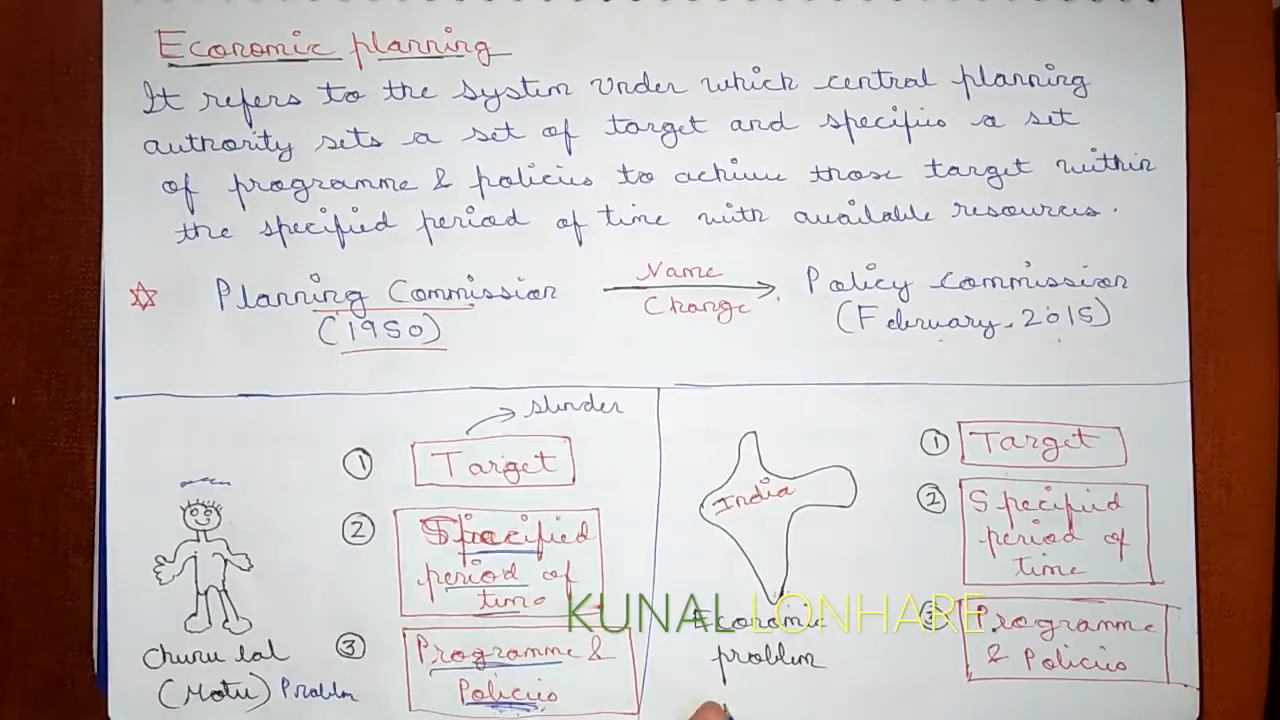 Economic planning
It refers to the system under which central planning
authority sets a set of target and specifies a set
of programme & policies to achieve those target within
the specified period of time with available resources.
Planning Commission
(1950)
Name
Change
Policy Commission
(February, 2015)
slender
① Target
② Specified
period of
time
③ Programme &
Policies
Churu lal
(Motu) Problem
India
Economic
problem
① Target
② Specified
period of
time
③ Programme
& Policies
KUNAL LONHARE